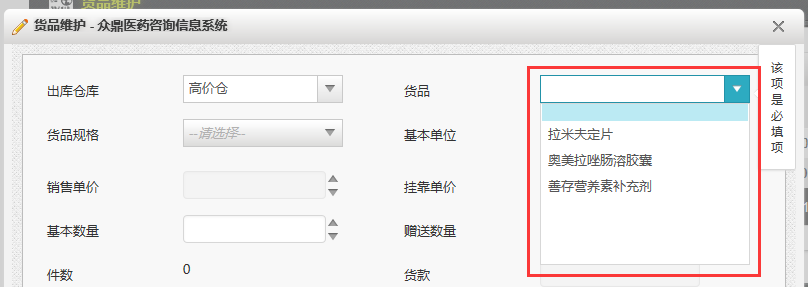 货品维护
货品维护 - 众鼎医药咨询信息系统
出库仓库 高价仓 货品
该项是必填项
拉米夫定片
奥美拉唑肠溶胶囊
善存营养素补充剂
货品规格 --请选择-- 基本单位
销售单价 挂靠单价
基本数量 赠送数量
件数 0 货款